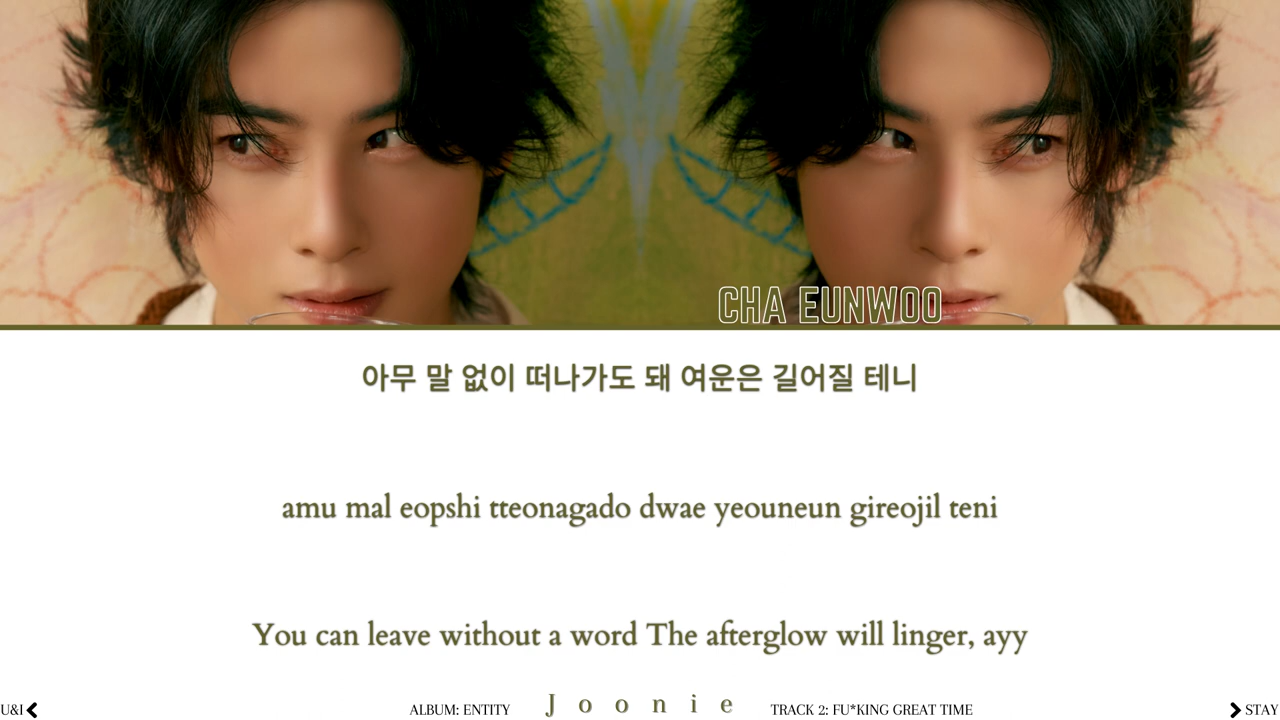 CHA EUNWOO
아무 말 없이 떠나가도 돼 여운은 길어질 테니
amu mal eopshi tteonagado dwae yeouneun gireojil teni
You can leave without a word The afterglow will linger, ayy
U&I ALBUM: ENTITY Joonie TRACK 2: FU*KING GREAT TIME STAY